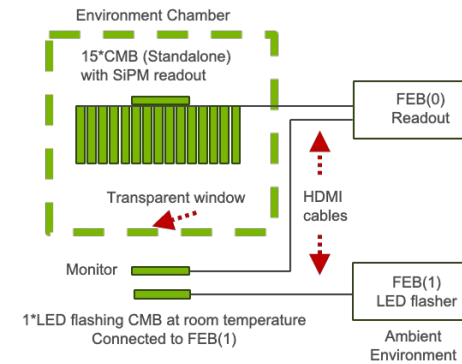 Environment Chamber
15*CMB (Standalone)
with SiPM readout
FEB(0)
Readout
Transparent window
HDMI
cables
Monitor
FEB(1)
LED flasher
1*LED flashing CMB at room temperature
Connected to FEB(1)
Ambient
Environment